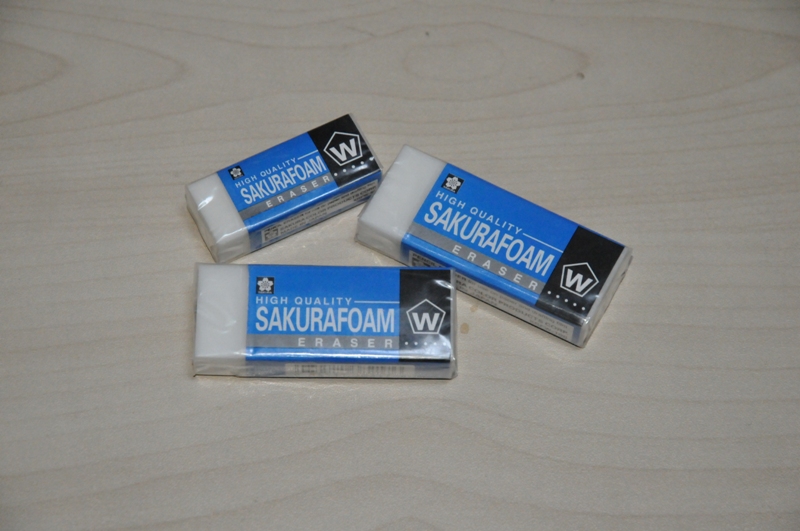 HIGH QUALITY
SAKURAFOAM
ERASER
W
HIGH QUALITY
SAKURAFOAM
ERASER
W
HIGH QUALITY
SAKURAFOAM
ERASER
W